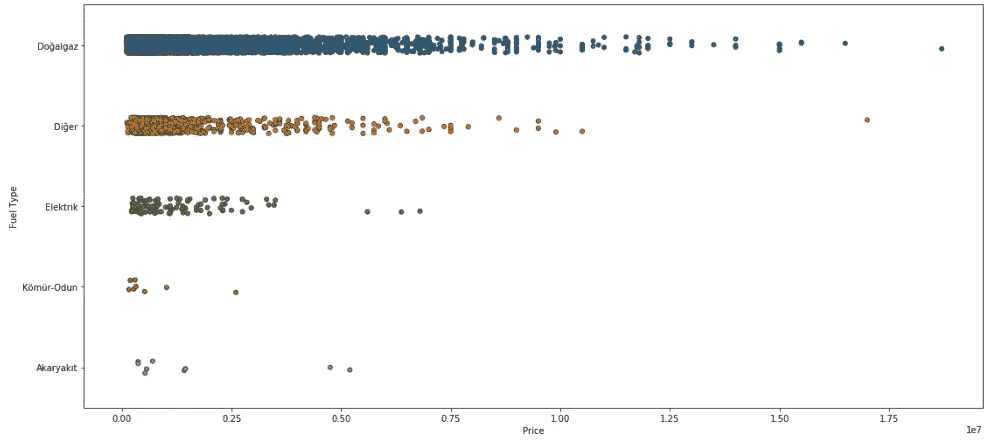 Doğalgaz
Diğer
Elektrik
Kömür-Odun
Akaryakıt
Fuel Type
0.00 0.25 0.50 0.75 1.00 1.25 1.50 1.75
1e7
Price